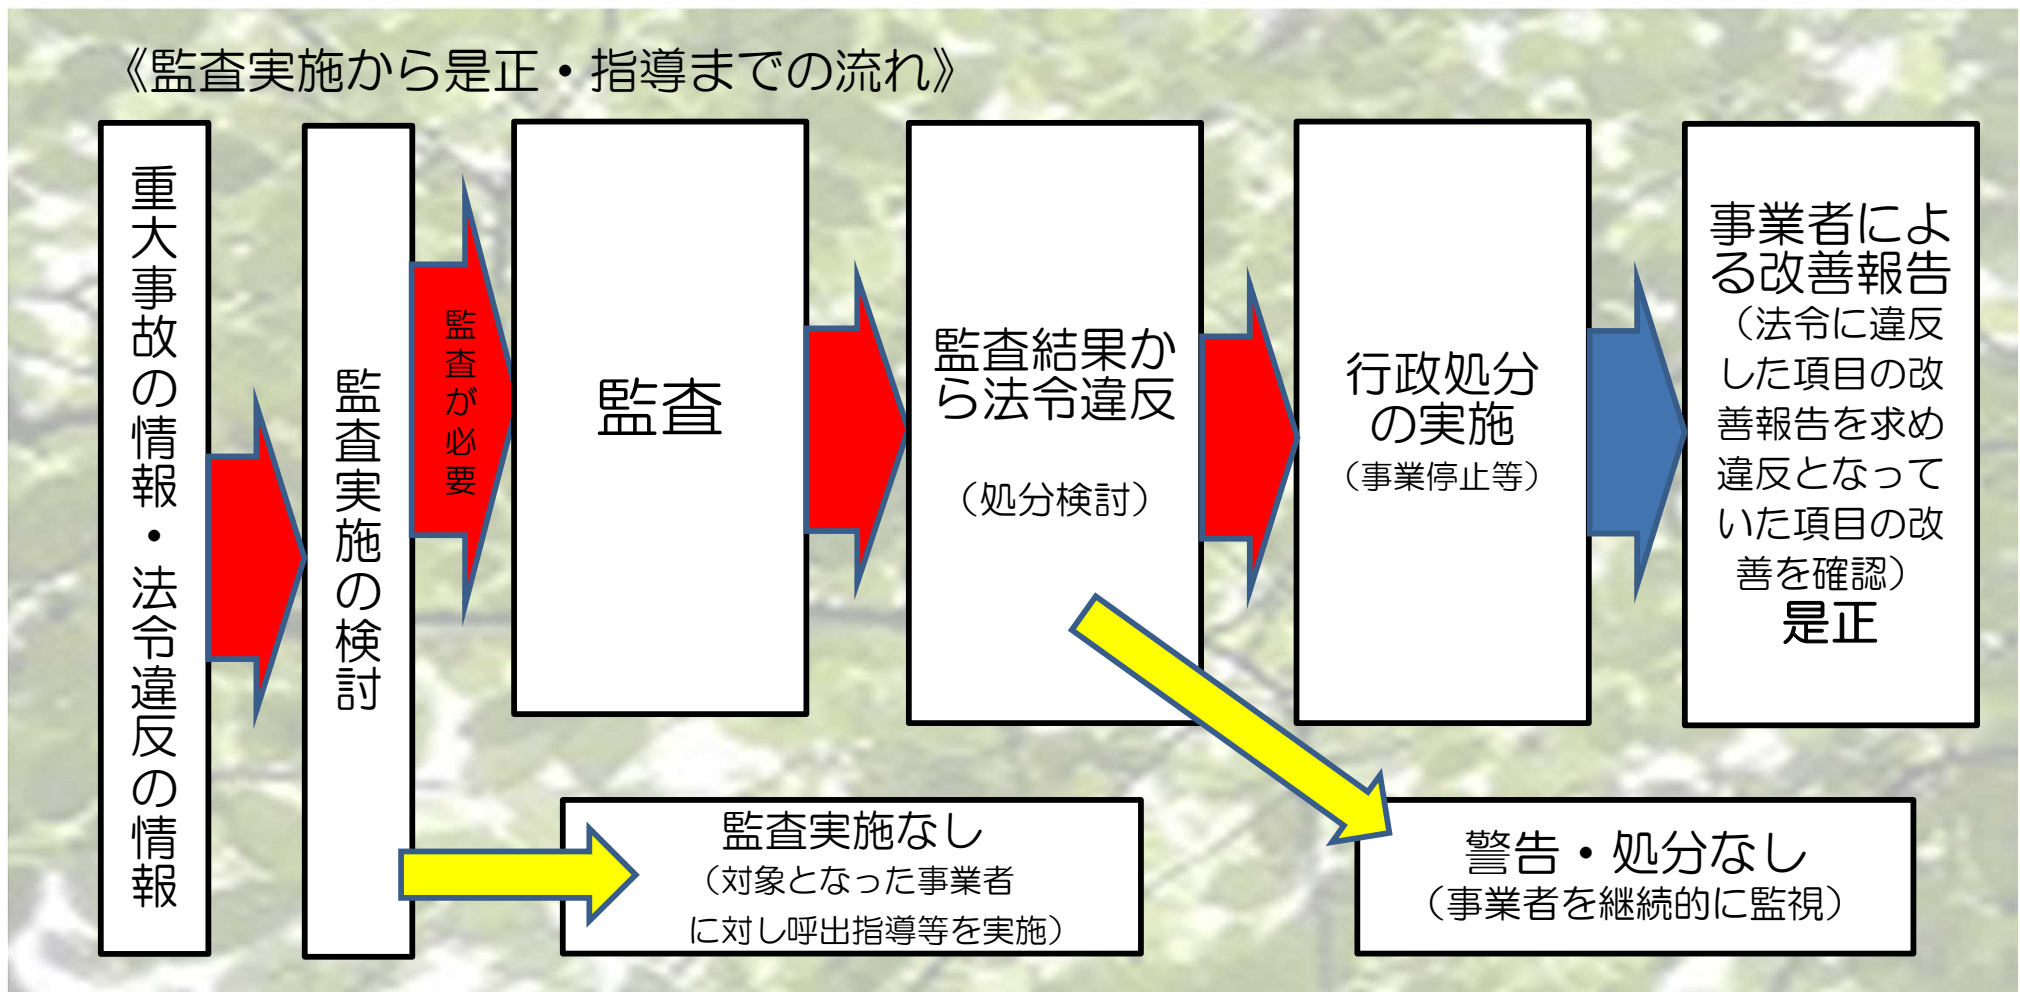 《監査実施から是正・指導までの流れ》
重大事故の情報・法令違反の情報
監査実施の検討
監査が必要
監査
監査結果か
ら法令違反
（処分検討）
行政処分
の実施
（事業停止等）
事業者によ
る改善報告
（法令に違反
した項目の改
善報告を求め
違反となって
いた項目の改
善を確認）
是正
監査実施なし
（対象となった事業者
に対し呼出指導等を実施）
警告・処分なし
（事業者を継続的に監視）